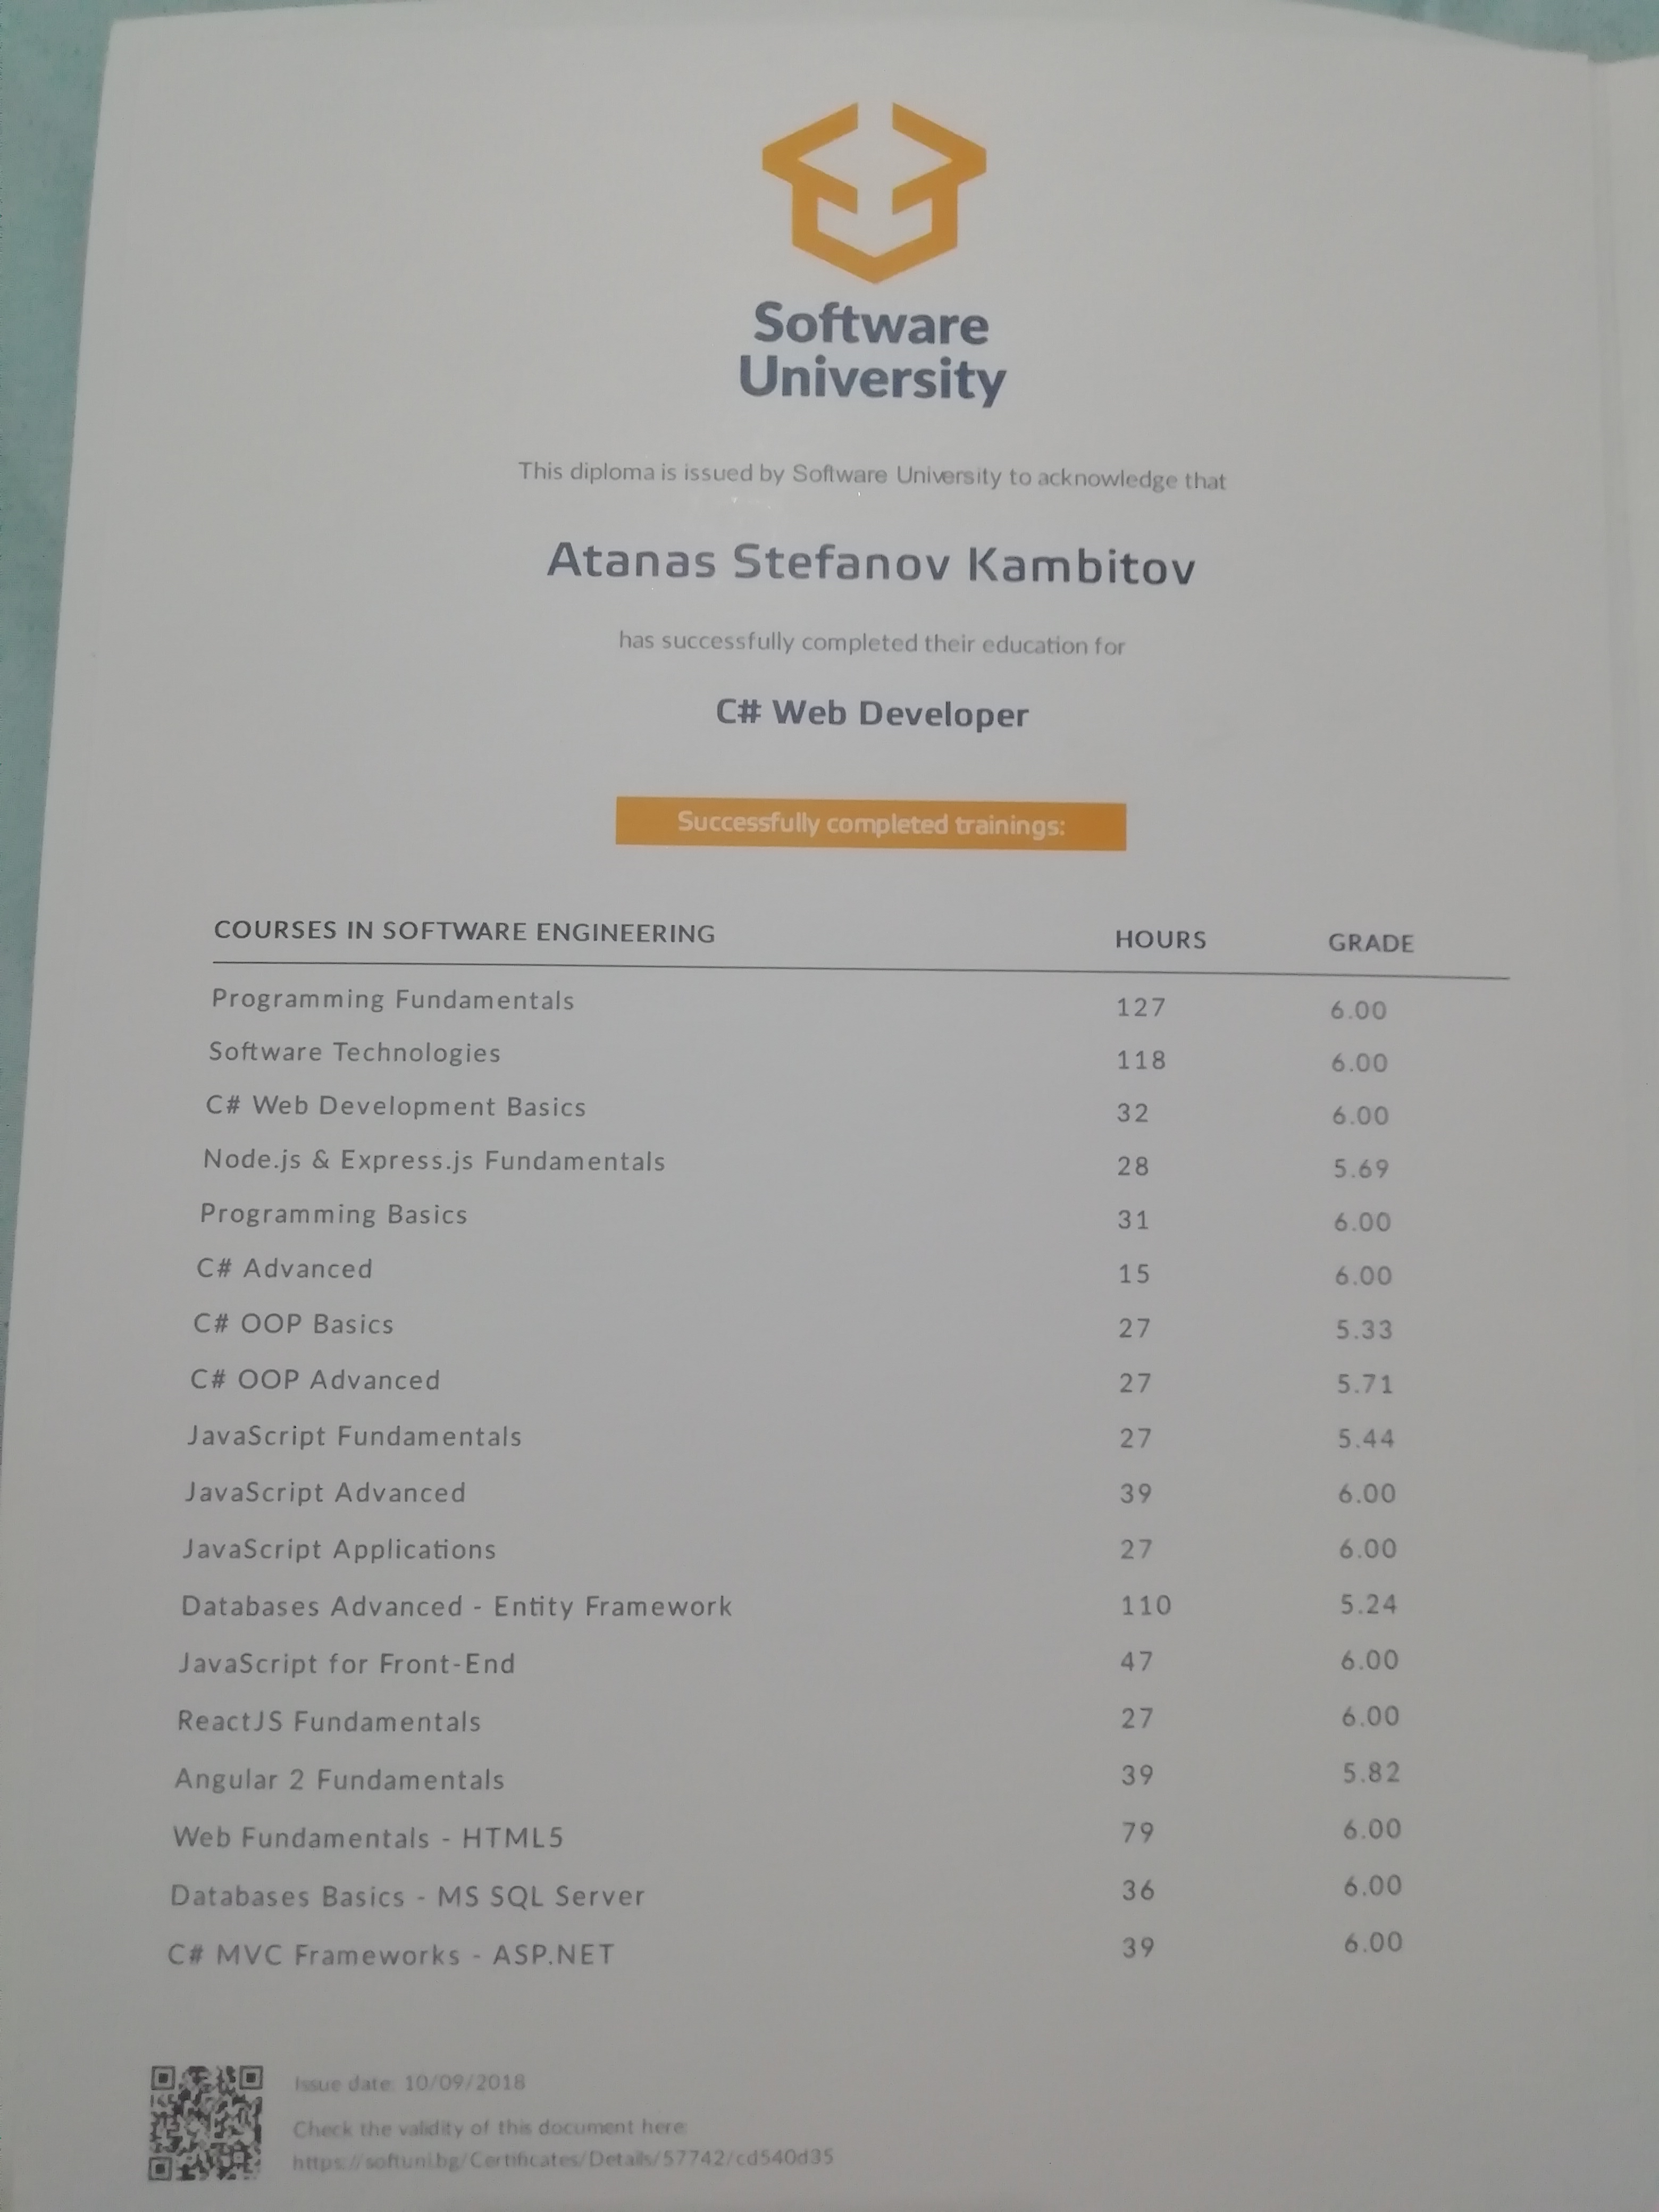 Software
University
This diploma is issued by Software University to acknowledge that
Atanas Stefanov Kambitov
has successfully completed their education for
C# Web Developer
Successfully completed trainings:
COURSES IN SOFTWARE ENGINEERING HOURS GRADE
Programming Fundamentals 127 6.00
Software Technologies 118 6.00
C# Web Development Basics 32 6.00
Node.js & Express.js Fundamentals 28 5.69
Programming Basics 31 6.00
C# Advanced 15 6.00
C# OOP Basics 27 5.33
C# OOP Advanced 27 5.71
JavaScript Fundamentals 27 5.44
JavaScript Advanced 39 6.00
JavaScript Applications 27 6.00
Databases Advanced - Entity Framework 110 5.24
JavaScript for Front-End 47 6.00
ReactJS Fundamentals 27 6.00
Angular 2 Fundamentals 39 5.82
Web Fundamentals - HTML5 79 6.00
Databases Basics - MS SQL Server 36 6.00
C# MVC Frameworks - ASP.NET 39 6.00
Issue date: 10/09/2018
Check the validity of this document here:
https://softuni.bg/Certificates/Details/57742/cd540d35